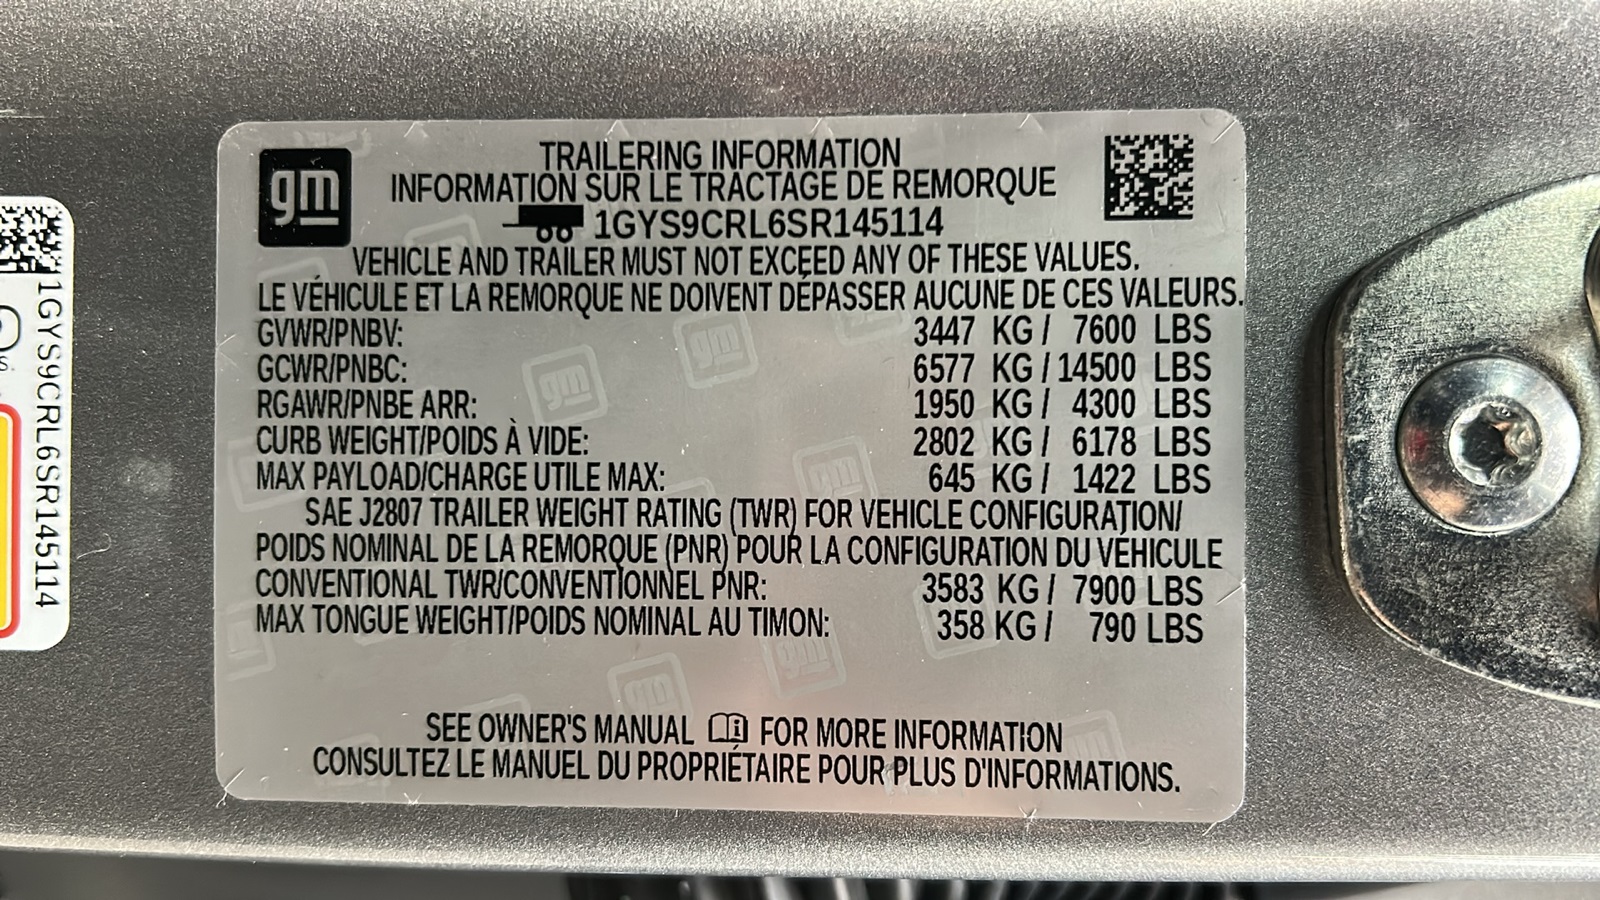 gm
TRAILERING INFORMATION
INFORMATION SUR LE TRACTAGE DE REMORQUE
1GYS9CRL6SR145114
VEHICLE AND TRAILER MUST NOT EXCEED ANY OF THESE VALUES.
LE VÉHICULE ET LA REMORQUE NE DOIVENT DÉPASSER AUCUNE DE CES VALEURS.
GVWR/PNBV: 3447 KG / 7600 LBS
GCWR/PNBC: 6577 KG / 14500 LBS
RGAWR/PNBE ARR: 1950 KG / 4300 LBS
CURB WEIGHT/POIDS À VIDE: 2802 KG / 6178 LBS
MAX PAYLOAD/CHARGE UTILE MAX: 645 KG / 1422 LBS
SAE J2807 TRAILER WEIGHT RATING (TWR) FOR VEHICLE CONFIGURATION/
POIDS NOMINAL DE LA REMORQUE (PNR) POUR LA CONFIGURATION DU VÉHICULE
CONVENTIONAL TWR/CONVENTIONNEL PNR: 3583 KG / 7900 LBS
MAX TONGUE WEIGHT/POIDS NOMINAL AU TIMON: 358 KG / 790 LBS
SEE OWNER'S MANUAL FOR MORE INFORMATION
CONSULTEZ LE MANUEL DU PROPRIÉTAIRE POUR PLUS D'INFORMATIONS.
1GYS9CRL6SR145114